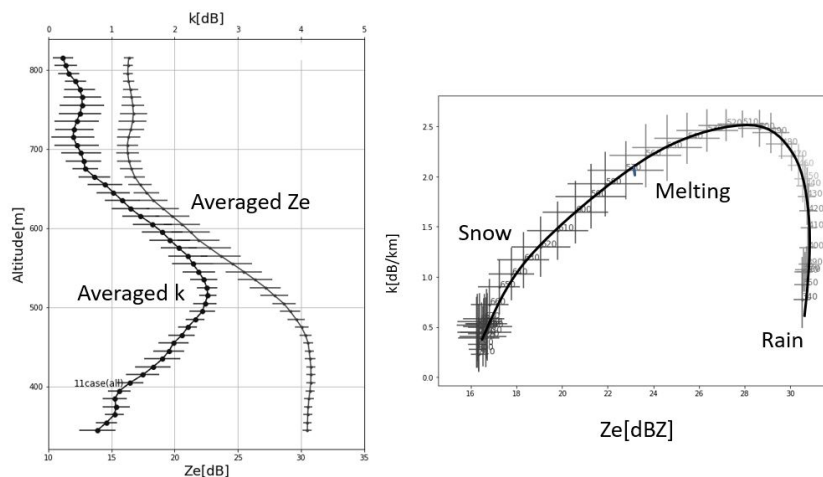 k[dB]
0 1 2 3 4 5
Altitude[m]
800
700
600
500
400
Averaged Ze
Averaged k
11case(all)
10 15 20 25 30 35
Ze[dB]
k[dB/km]
2.5
2.0
1.5
1.0
0.5
0.0
Snow
Melting
Rain
16 18 20 22 24 26 28 30
Ze[dBZ]